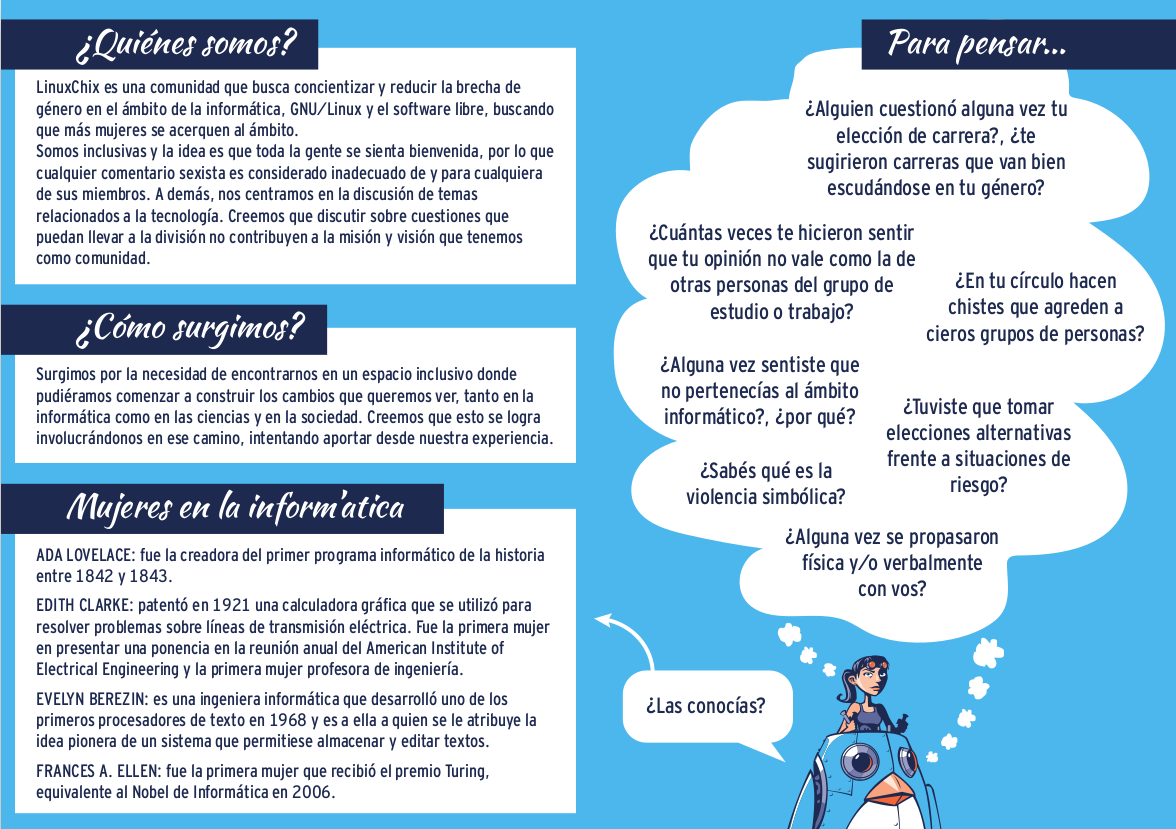 ¿Quiénes somos?
LinuxChix es una comunidad que busca concientizar y reducir la brecha de
género en el ámbito de la informática, GNU/Linux y el software libre, buscando
que más mujeres se acerquen al ámbito.
Somos inclusivas y la idea es que toda la gente se sienta bienvenida, por lo que
cualquier comentario sexista es considerado inadecuado de y para cualquiera
de sus miembros. A demás, nos centramos en la discusión de temas
relacionados a la tecnología. Creemos que discutir sobre cuestiones que
puedan llevar a la división no contribuyen a la misión y visión que tenemos
como comunidad.
¿Cómo surgimos?
Surgimos por la necesidad de encontrarnos en un espacio inclusivo donde
pudiéramos comenzar a construir los cambios que queremos ver, tanto en la
informática como en las ciencias y en la sociedad. Creemos que esto se logra
involucrándonos en ese camino, intentando aportar desde nuestra experiencia.
Mujeres en la inform'atica
ADA LOVELACE: fue la creadora del primer programa informático de la historia
entre 1842 y 1843.
EDITH CLARKE: patentó en 1921 una calculadora gráfica que se utilizó para
resolver problemas sobre líneas de transmisión eléctrica. Fue la primera mujer
en presentar una ponencia en la reunión anual del American Institute of
Electrical Engineering y la primera mujer profesora de ingeniería.
EVELYN BEREZIN: es una ingeniera informática que desarrolló uno de los
primeros procesadores de texto en 1968 y es a ella a quien se le atribuye la
idea pionera de un sistema que permitiese almacenar y editar textos.
FRANCES A. ELLEN: fue la primera mujer que recibió el premio Turing,
equivalente al Nobel de Informática en 2006.
Para pensar...
¿Alguien cuestionó alguna vez tu
elección de carrera?, ¿te
sugirieron carreras que van bien
escudándose en tu género?
¿Cuántas veces te hicieron sentir
que tu opinión no vale como la de
otras personas del grupo de
estudio o trabajo?
¿En tu círculo hacen
chistes que agreden a
cieros grupos de personas?
¿Alguna vez sentiste que
no pertenecías al ámbito
informático?, ¿por qué?
¿Tuviste que tomar
elecciones alternativas
frente a situaciones de
riesgo?
¿Sabés qué es la
violencia simbólica?
¿Alguna vez se propasaron
física y/o verbalmente
con vos?
¿Las conocías?